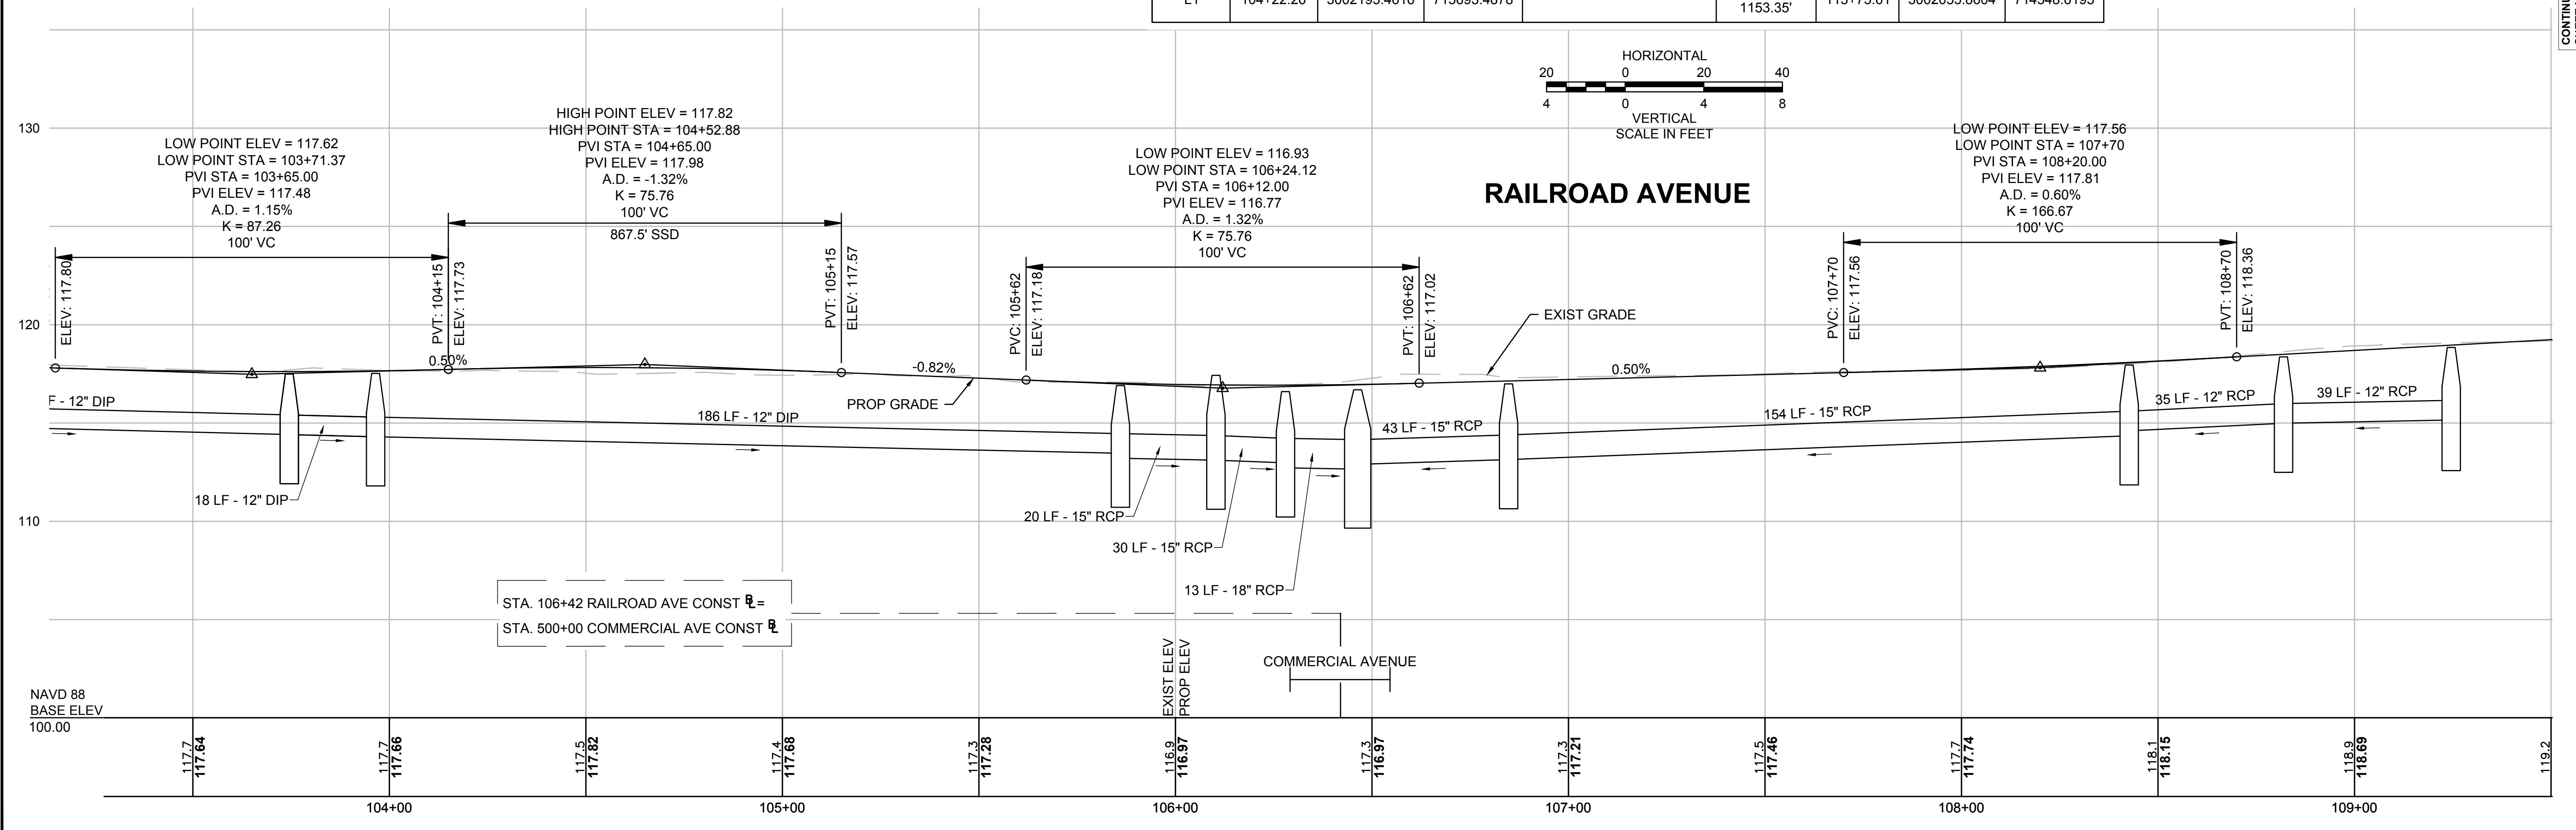 1153.35'
CONTIN
HORIZONTAL
20 0 20 40
4 0 4 8
VERTICAL
SCALE IN FEET
130
120
110
LOW POINT ELEV = 117.62
LOW POINT STA = 103+71.37
PVI STA = 103+65.00
PVI ELEV = 117.48
A.D. = 1.15%
K = 87.26
100' VC
HIGH POINT ELEV = 117.82
HIGH POINT STA = 104+52.88
PVI STA = 104+65.00
PVI ELEV = 117.98
A.D. = -1.32%
K = 75.76
100' VC
867.5' SSD
LOW POINT ELEV = 116.93
LOW POINT STA = 106+24.12
PVI STA = 106+12.00
PVI ELEV = 116.77
A.D. = 1.32%
K = 75.76
100' VC
RAILROAD AVENUE
LOW POINT ELEV = 117.56
LOW POINT STA = 107+70
PVI STA = 108+20.00
PVI ELEV = 117.81
A.D. = 0.60%
K = 166.67
100' VC
ELEV: 117.80
PVT: 104+15
ELEV: 117.73
PVT: 105+15
ELEV: 117.57
PVC: 105+62
ELEV: 117.18
PVT: 106+62
ELEV: 117.02
PVC: 107+70
ELEV: 117.56
PVT: 108+70
ELEV: 118.36
EXIST GRADE
0.50%
-0.82%
0.50%
PROP GRADE
F - 12" DIP
186 LF - 12" DIP
43 LF - 15" RCP
154 LF - 15" RCP
35 LF - 12" RCP
39 LF - 12" RCP
18 LF - 12" DIP
20 LF - 15" RCP
30 LF - 15" RCP
13 LF - 18" RCP
STA. 106+42 RAILROAD AVE CONST BL=
STA. 500+00 COMMERCIAL AVE CONST BL
EXIST ELEV
PROP ELEV
COMMERCIAL AVENUE
NAVD 88
BASE ELEV
100.00
117.7
117.64
117.7
117.66
117.5
117.82
117.4
117.68
117.3
117.28
116.9
116.97
117.3
116.97
117.3
117.21
117.5
117.46
117.7
117.74
118.1
118.15
118.9
118.69
119.2
104+00 105+00 106+00 107+00 108+00 109+00